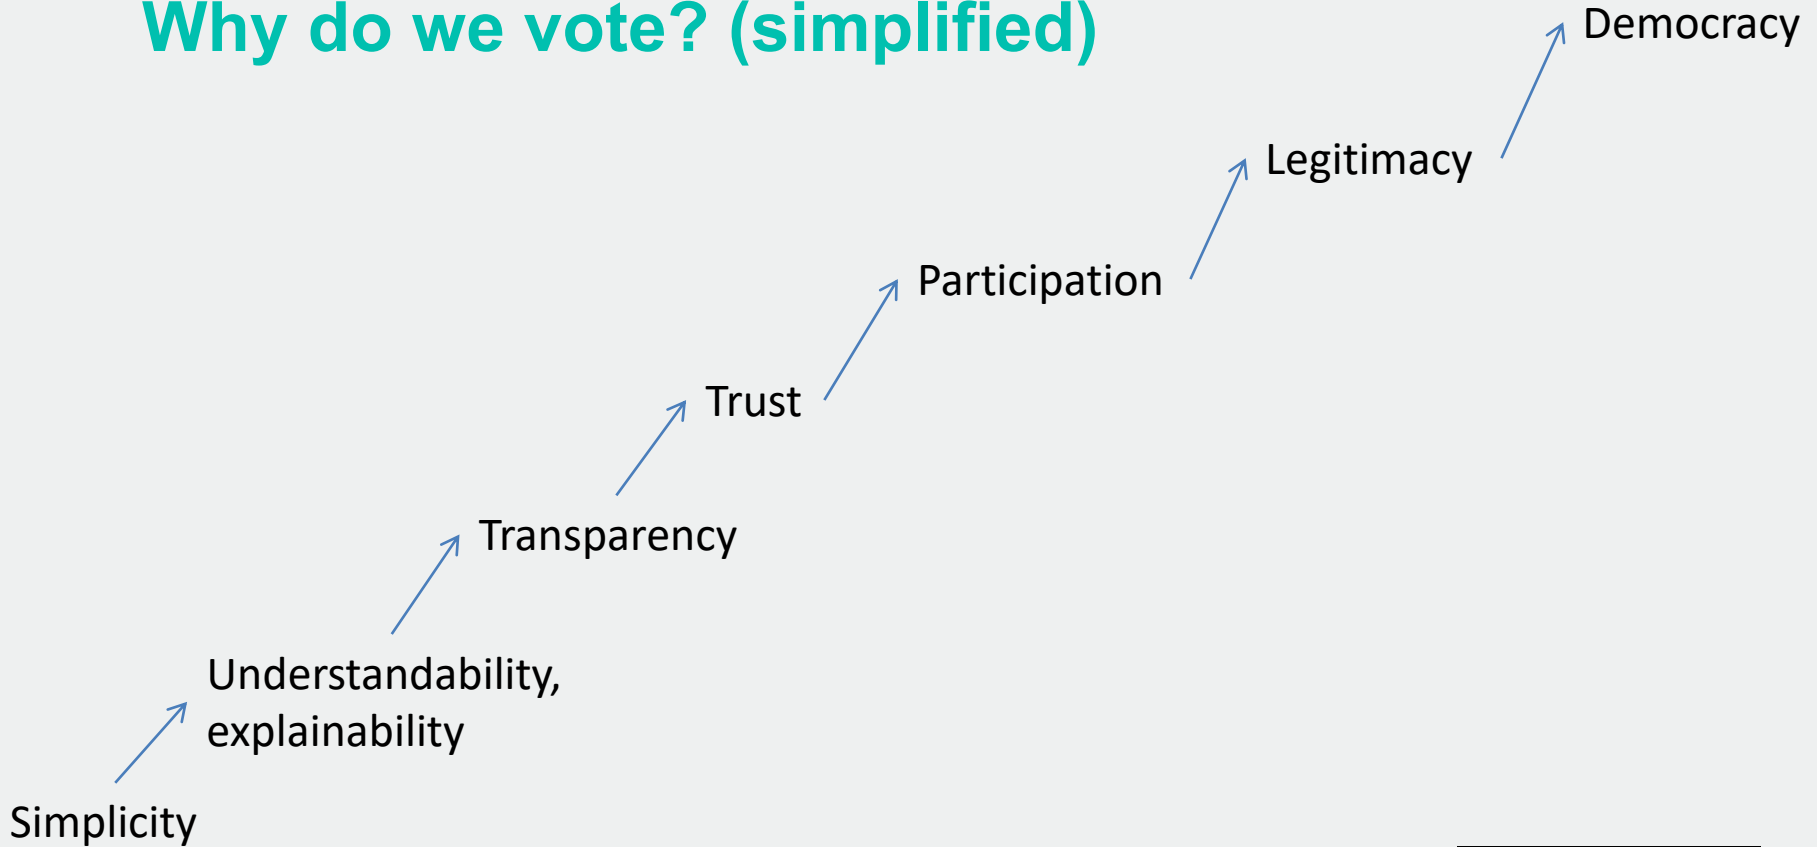 Why do we vote? (simplified)
Democracy
Legitimacy
Participation
Trust
Transparency
Understandability,
explainability
Simplicity